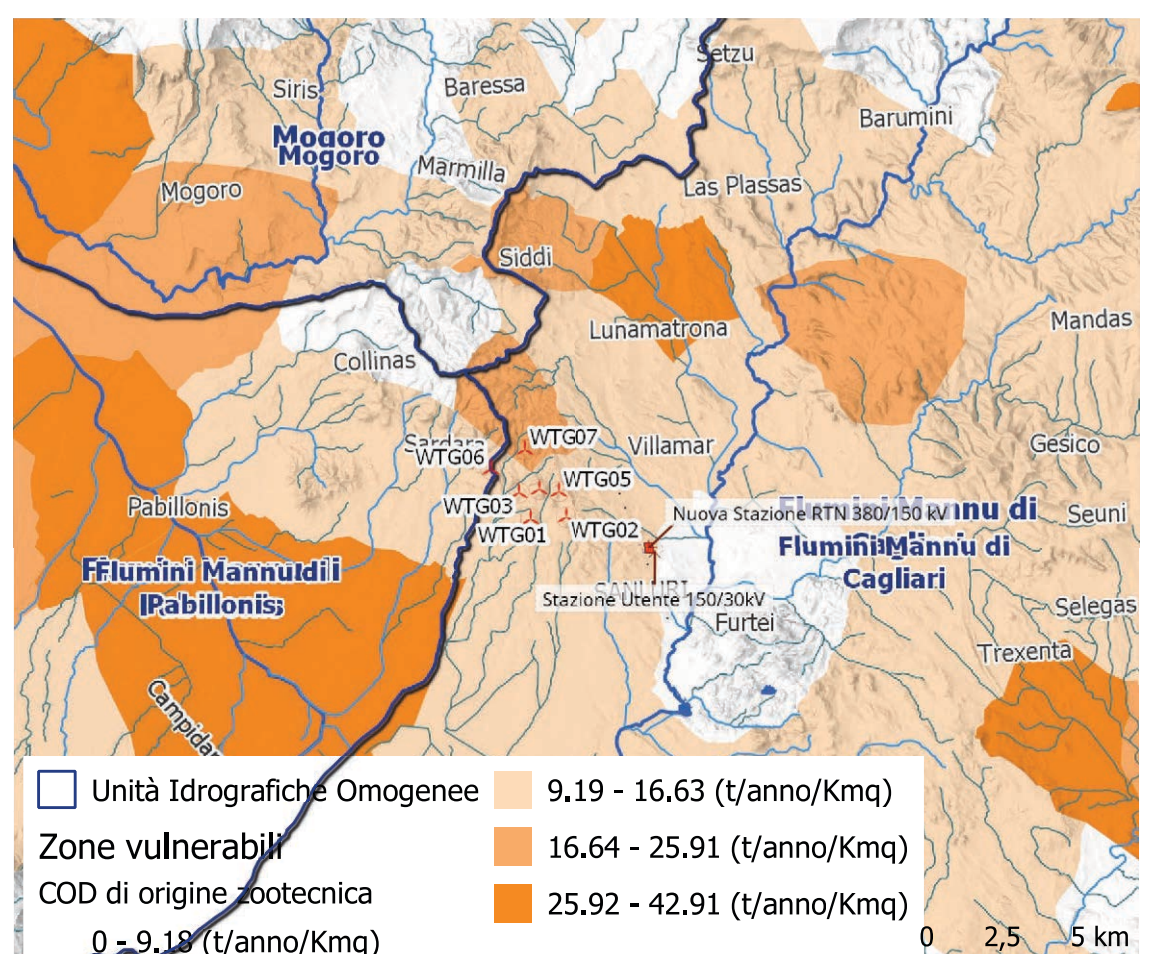 Setzu
Siris
Baressa
Barumini
Mogoro
Mogoro
Marmilla
Mogoro
Las Plassas
Siddi
Lunamatrona
Mandas
Collinas
Sardara
WTG07
Villamar
Gesico
WTG06
WTG05
Pabillonis
WTG03
Nuova Stazione RTN 380/150 kV
Seuni
WTG01
WTG02
Flumini Mannu di
Cagliari
Flumini Mannu di
Pabillonis
SANLURI
Stazione Utente 150/30kV
Furtei
Selegas
Trexenta
Campidan
Unità Idrografiche Omogenee
Zone vulnerabili
COD di origine zootecnica
0 - 9.18 (t/anno/Kmq)
9.19 - 16.63 (t/anno/Kmq)
16.64 - 25.91 (t/anno/Kmq)
25.92 - 42.91 (t/anno/Kmq)
0 2,5 5 km